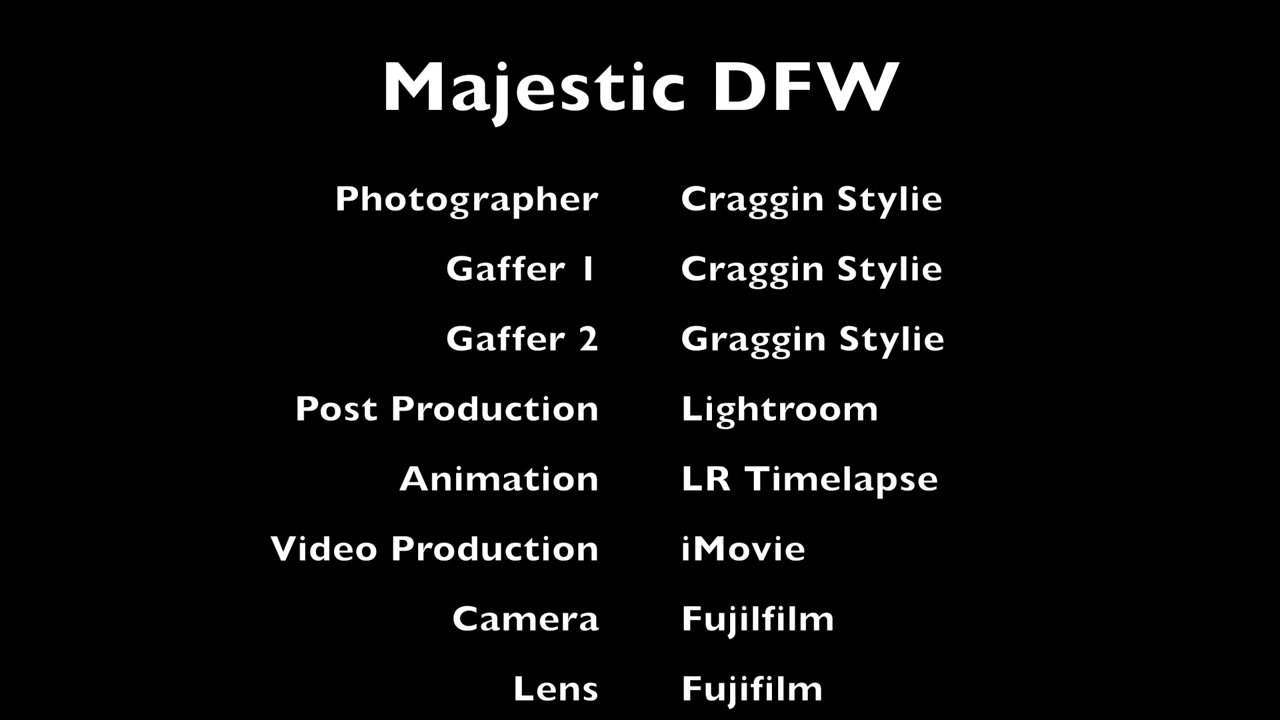 Majestic DFW
Photographer Craggin Stylie
Gaffer 1 Craggin Stylie
Gaffer 2 Graggin Stylie
Post Production Lightroom
Animation LR Timelapse
Video Production iMovie
Camera Fujilfilm
Lens Fujifilm